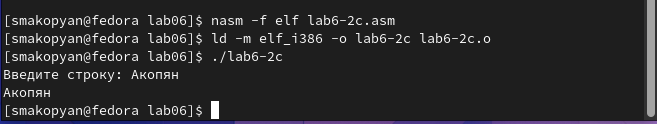 [smakopyan@fedora lab06]$ nasm -f elf lab6-2c.asm
[smakopyan@fedora lab06]$ ld -m elf_i386 -o lab6-2c lab6-2c.o
[smakopyan@fedora lab06]$ ./lab6-2c
Введите строку: Акопян
Акопян
[smakopyan@fedora lab06]$